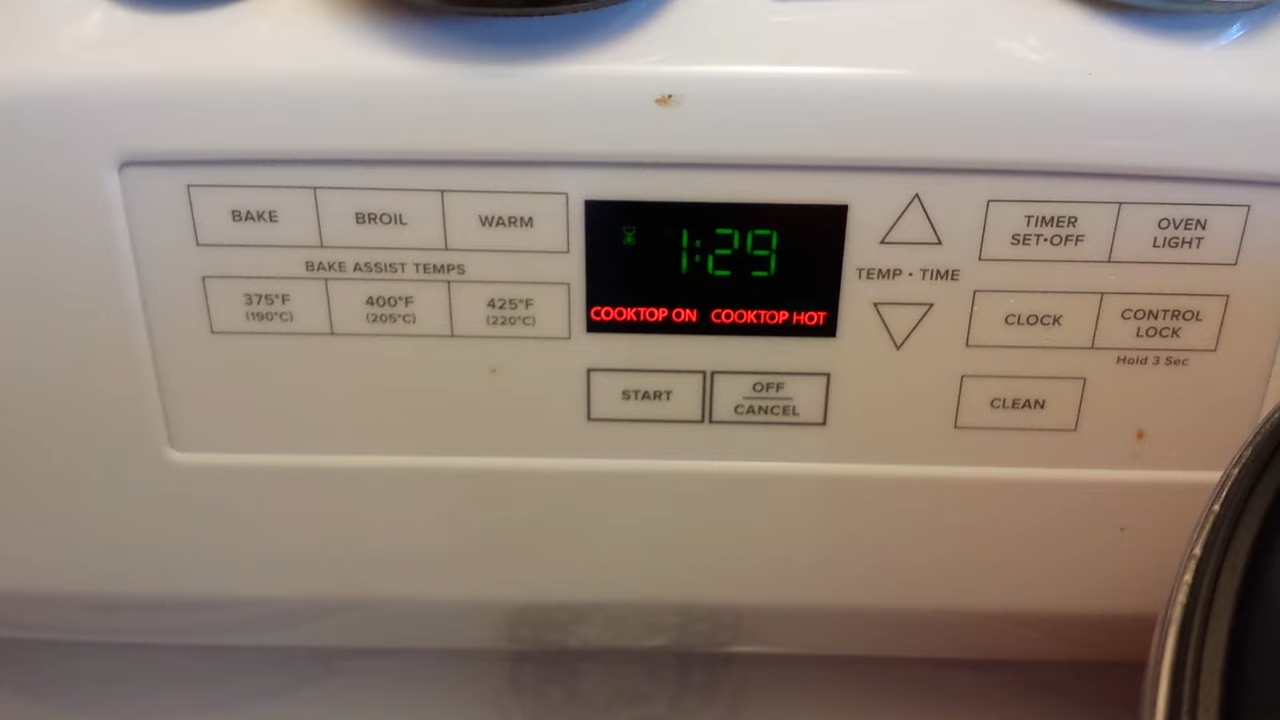 BAKE BROIL WARM
BAKE ASSIST TEMPS
375°F 400°F 425°F
(190°C) (205°C) (220°C)
1:29
COOKTOP ON COOKTOP HOT
START
OFF
CANCEL
TEMP • TIME
TIMER
SET•OFF
OVEN
LIGHT
CLOCK
CONTROL
LOCK
Hold 3 Sec
CLEAN